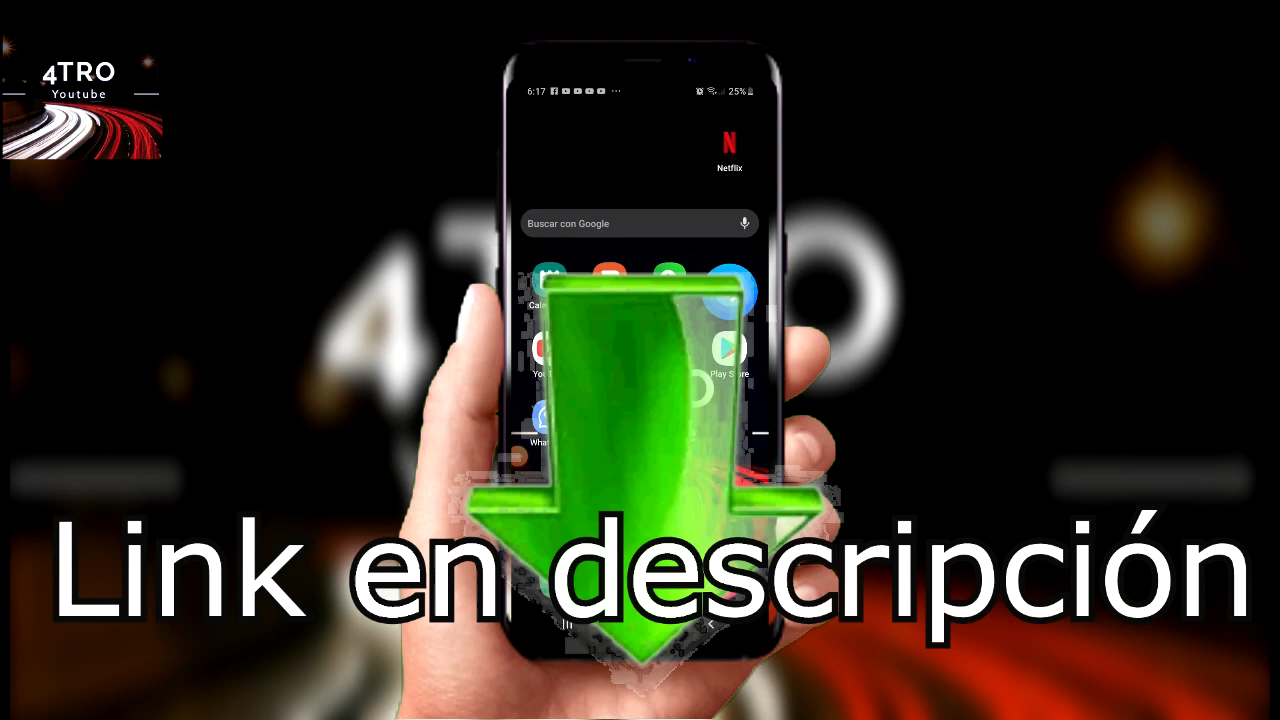 4TRO
Youtube
6:17
25%
Netflix
Buscar con Google
Play Store
Link en descripción